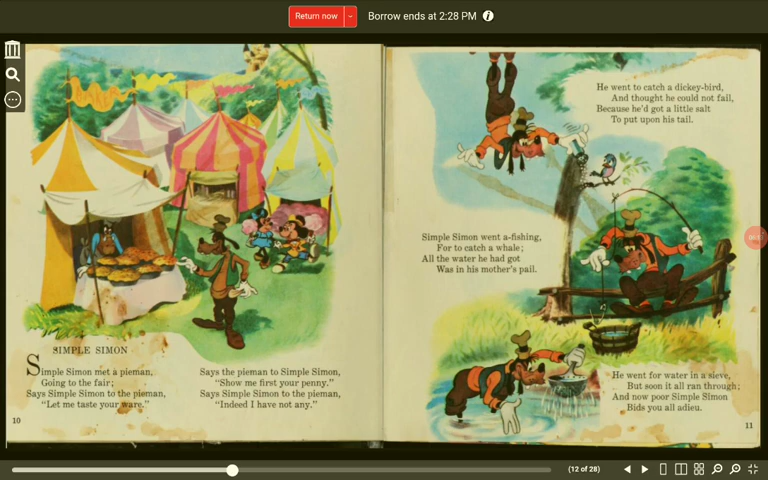 Return now
Borrow ends at 2:28 PM
SIMPLE SIMON
Simple Simon met a pieman,
Going to the fair;
Says Simple Simon to the pieman,
"Let me taste your ware."
Says the pieman to Simple Simon,
"Show me first your penny."
Says Simple Simon to the pieman,
"Indeed I have not any."
10
He went to catch a dickey-bird,
And thought he could not fail,
Because he'd got a little salt
To put upon his tail.
Simple Simon went a-fishing,
For to catch a whale;
All the water he had got
Was in his mother's pail.
He went for water in a sieve,
But soon it all ran through;
And now poor Simple Simon
Bids you all adieu.
11
(12 of 28)